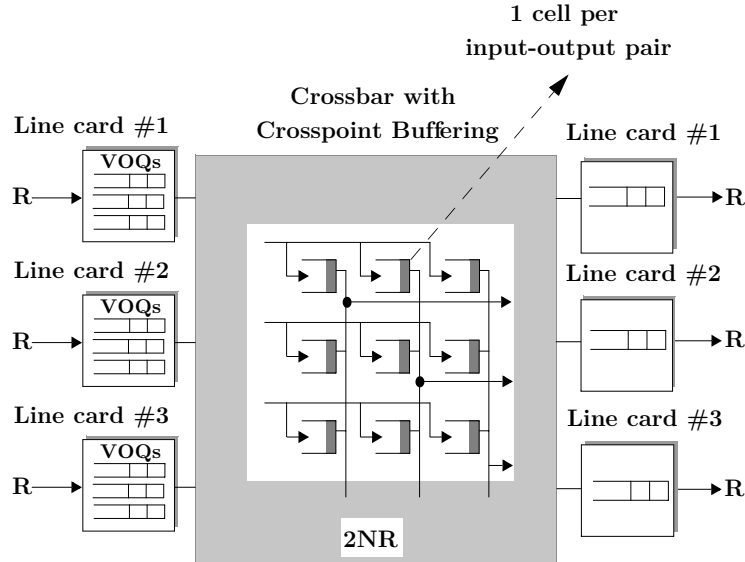 1 cell per
input-output pair
Crossbar with
Crosspoint Buffering
Line card #1
VOQs
R
Line card #2
VOQs
R
Line card #3
VOQs
R
2NR
Line card #1
R
Line card #2
R
Line card #3
R